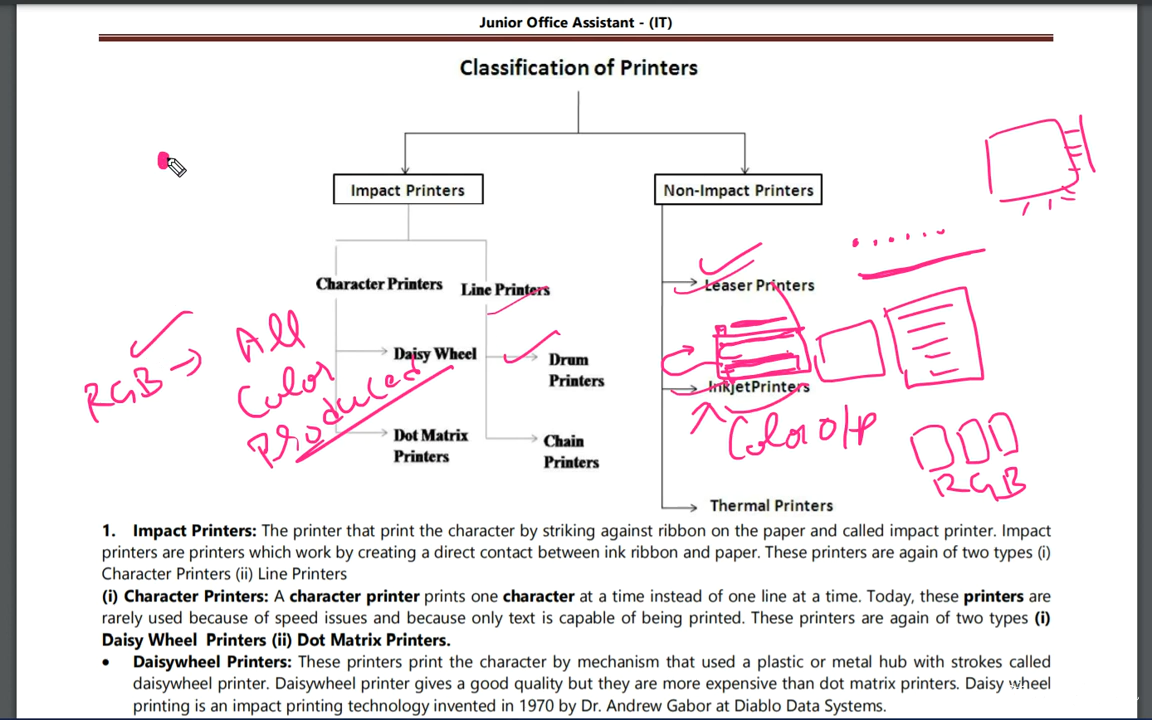 Junior Office Assistant - (IT)
Classification of Printers
Impact Printers
Non-Impact Printers
Character Printers
Line Printers
Leaser Printers
Daisy Wheel
Drum
Printers
InkjetPrinters
Dot Matrix
Printers
Chain
Printers
Thermal Printers
RGB → All
Color
Produced
Color O/P
RGB
1. Impact Printers: The printer that print the character by striking against ribbon on the paper and called impact printer. Impact
printers are printers which work by creating a direct contact between ink ribbon and paper. These printers are again of two types (i)
Character Printers (ii) Line Printers
(i) Character Printers: A character printer prints one character at a time instead of one line at a time. Today, these printers are
rarely used because of speed issues and because only text is capable of being printed. These printers are again of two types (i)
Daisy Wheel Printers (ii) Dot Matrix Printers.
• Daisywheel Printers: These printers print the character by mechanism that used a plastic or metal hub with strokes called
daisywheel printer. Daisywheel printer gives a good quality but they are more expensive than dot matrix printers. Daisy wheel
printing is an impact printing technology invented in 1970 by Dr. Andrew Gabor at Diablo Data Systems.